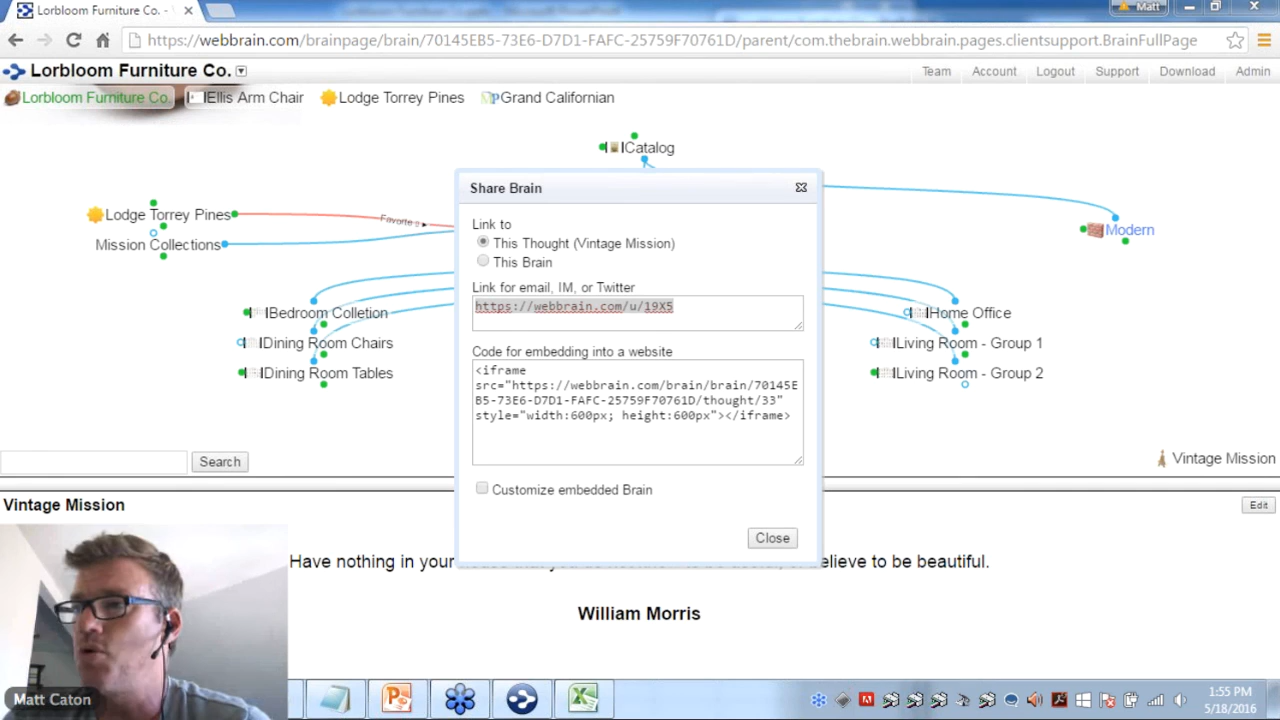 Lorbloom Furniture Co. -
Matt
https://webbrain.com/brainpage/brain/70145EB5-73E6-D7D1-FAFC-25759F70761D/parent/com.thebrain.webbrain.pages.clientsupport.BrainFullPage
Lorbloom Furniture Co.
Team Account Logout Support Download Admin
Lorbloom Furniture Co. Ellis Arm Chair Lodge Torrey Pines Grand Californian
Catalog
Share Brain
Lodge Torrey Pines
Mission Collections
Modern
Link to
This Thought (Vintage Mission)
This Brain
Link for email, IM, or Twitter
https://webbrain.com/u/19X5
Bedroom Colletion
Dining Room Chairs
Dining Room Tables
Home Office
Living Room - Group 1
Living Room - Group 2
Code for embedding into a website
<iframe
src="https://webbrain.com/brain/brain/70145E
B5-73E6-D7D1-FAFC-25759F70761D/thought/33"
style="width:600px; height:600px"></iframe>
Search
Vintage Mission
Customize embedded Brain
Close
Vintage Mission
Edit
Have nothing in your
elieve to be beautiful.
William Morris
Matt Caton
1:55 PM
5/18/2016